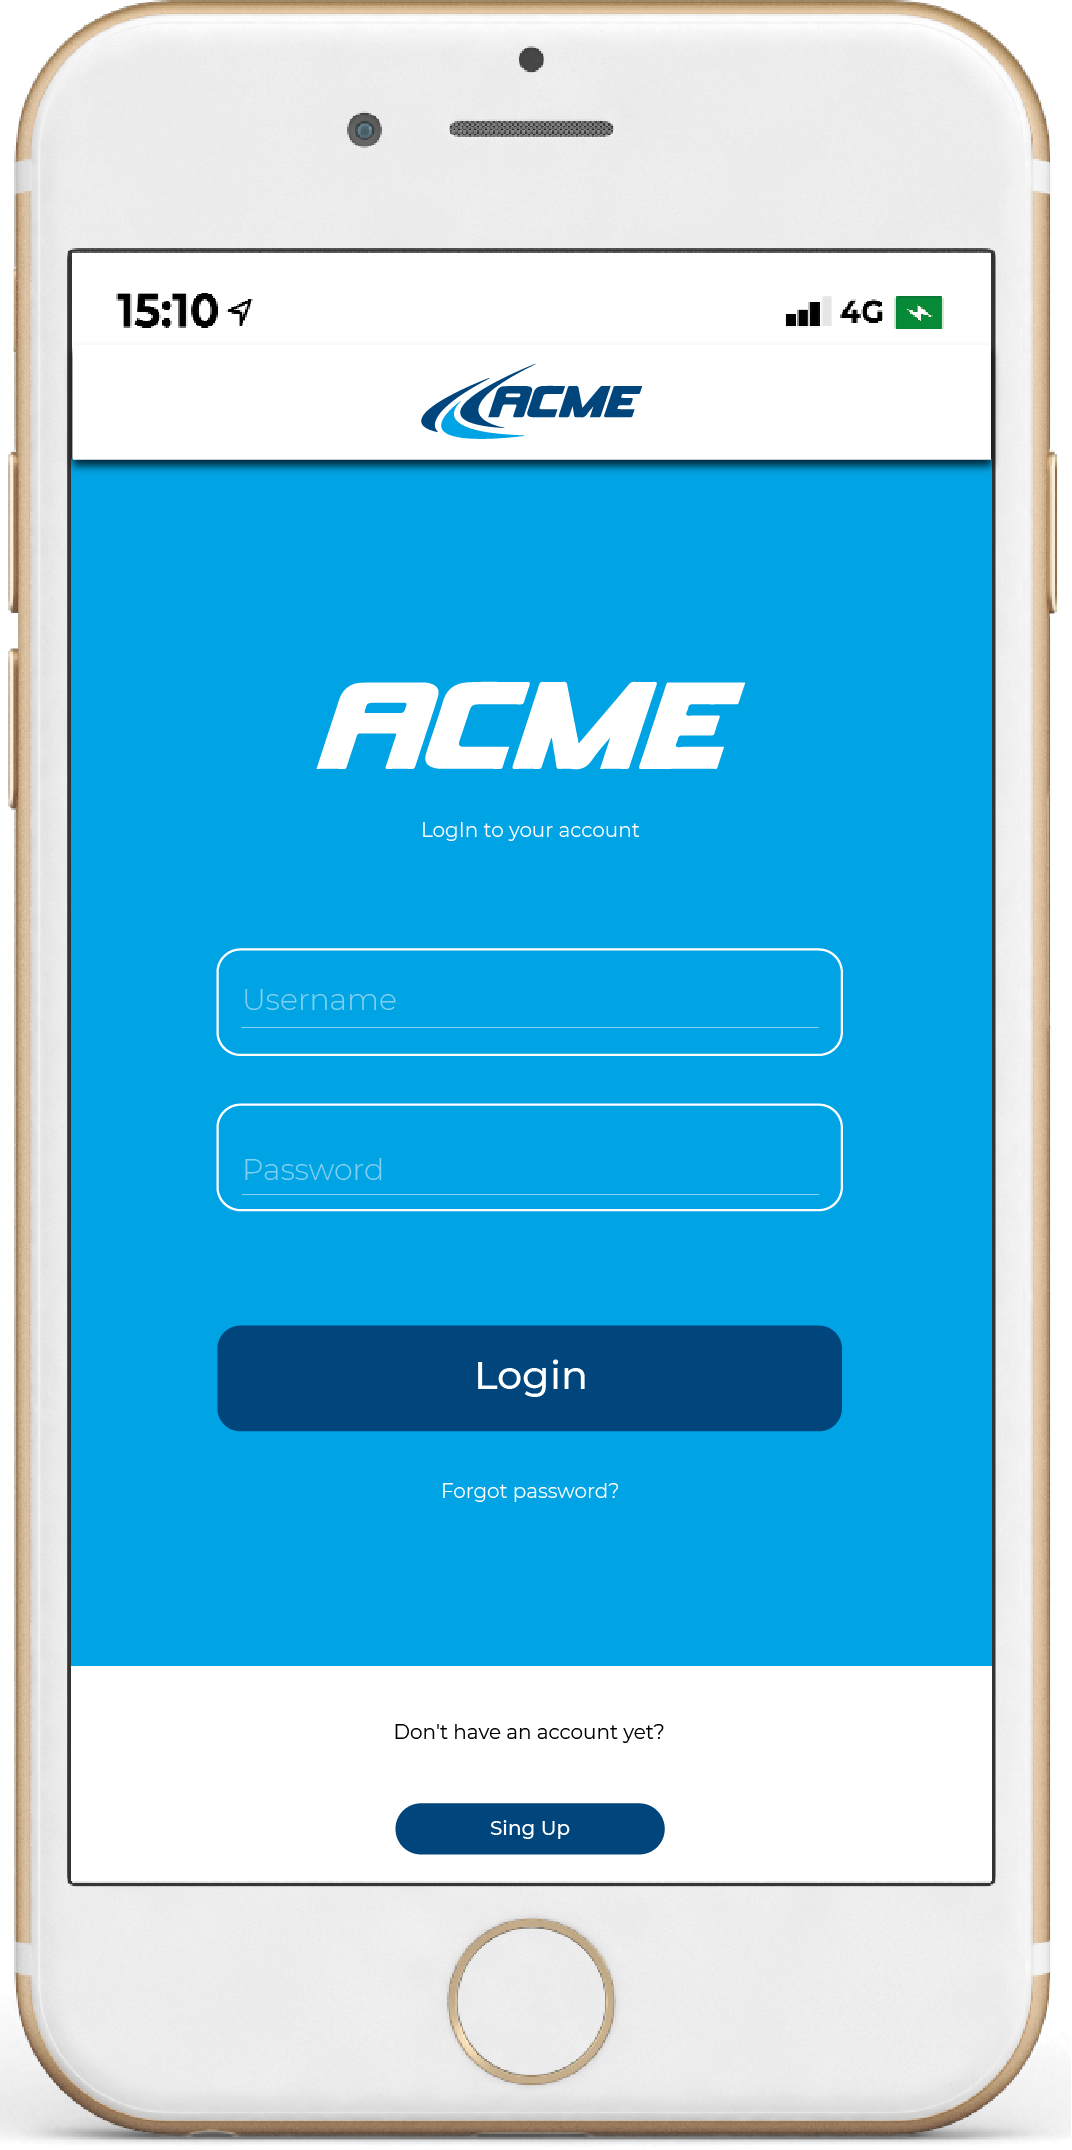 15:10 4G
ACME
ACME
LogIn to your account
Username
Password
Login
Forgot password?
Don't have an account yet?
Sing Up